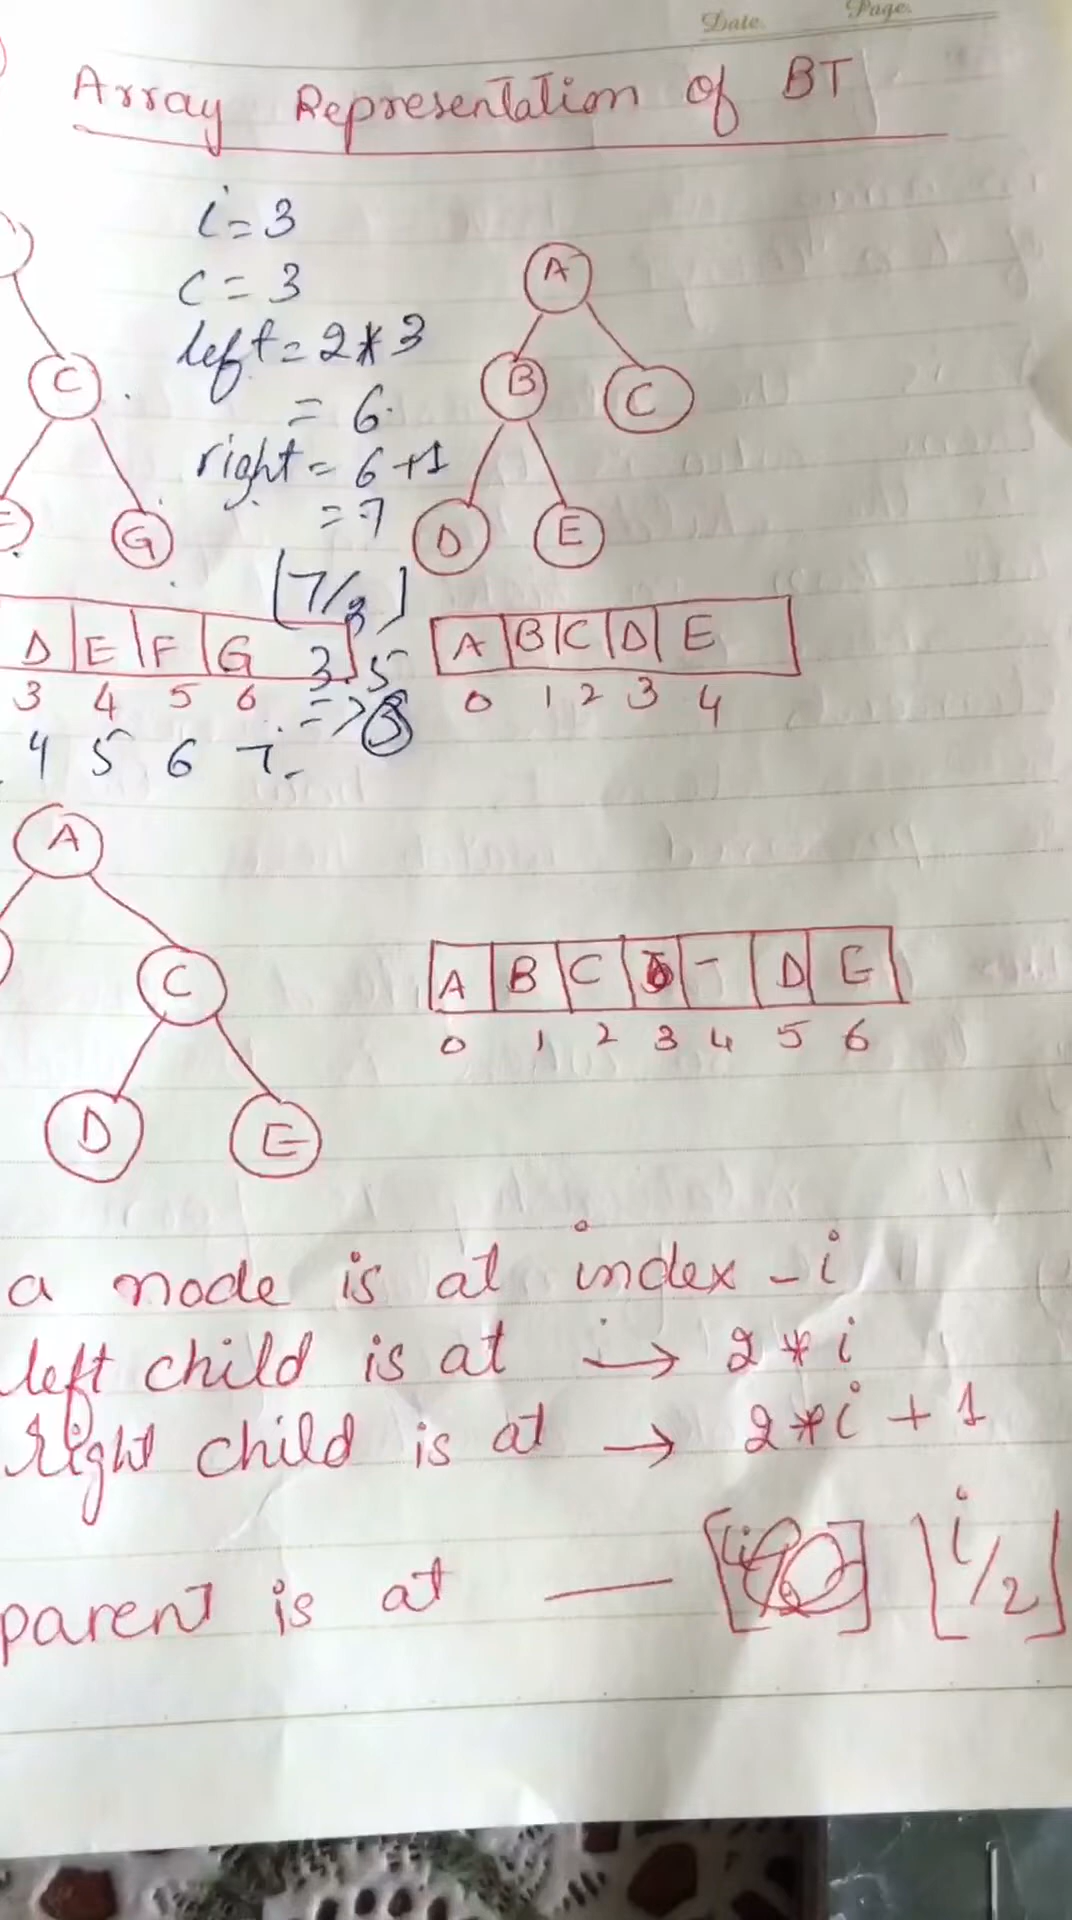 Date. Page.
Array Representation of BT
i = 3
c = 3
left = 2*3
= 6.
right = 6+1
= 7
[7/2]
3.5
=> 3
C
G
A
B C
D E
D E F G
3 4 5 6
4 5 6 7
A B C D E
0 1 2 3 4
A
C
D E
A B C - D E
0 1 2 3 4 5 6
a node is at index - i
left child is at → 2*i
Right child is at → 2*i + 1
parent is at — ⌊i/2⌋